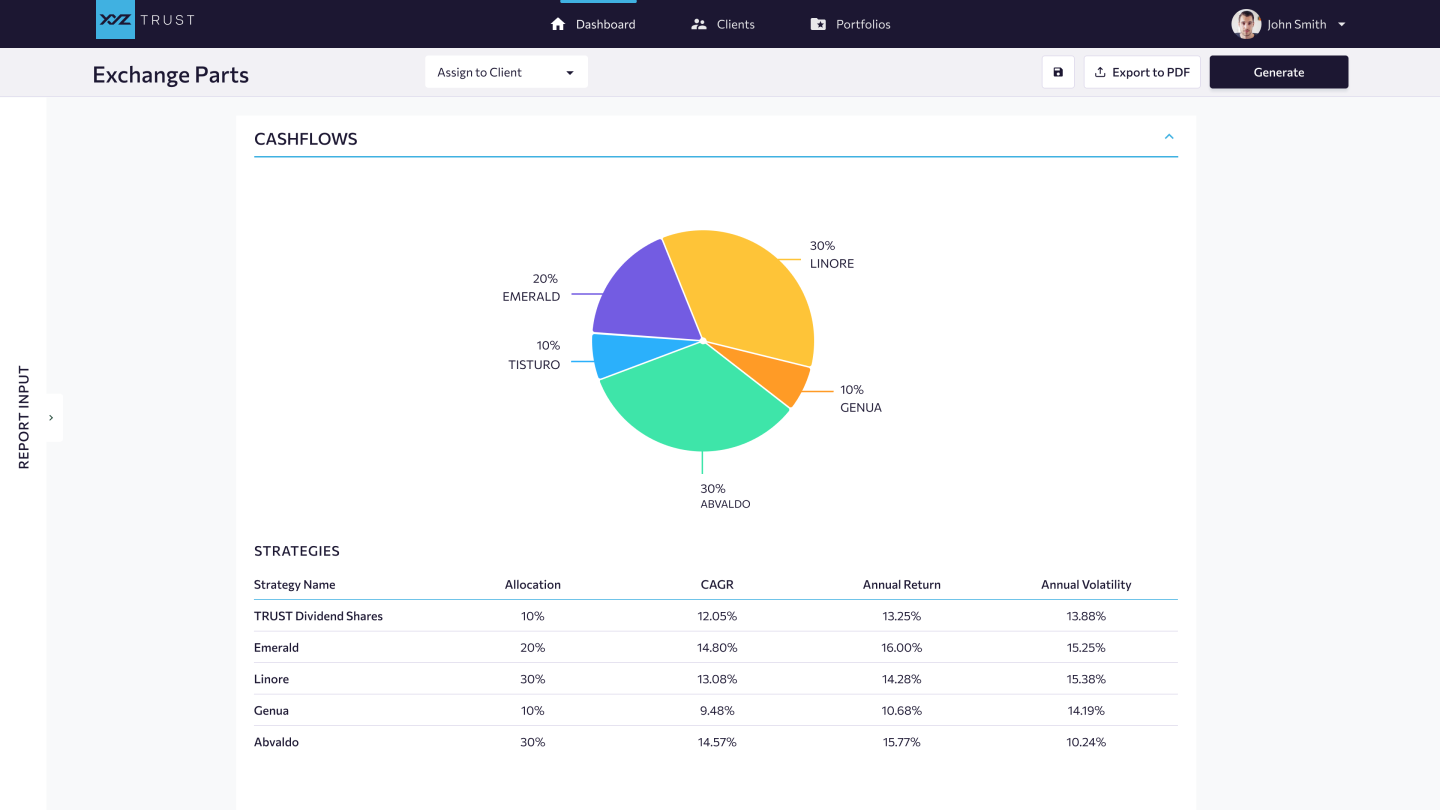 XYZ TRUST
Dashboard
Clients
Portfolios
John Smith
Exchange Parts
Assign to Client
Export to PDF
Generate
REPORT INPUT
CASHFLOWS
30%
LINORE
20%
EMERALD
10%
TISTURO
10%
GENUA
30%
ABVALDO
STRATEGIES
Strategy Name Allocation CAGR Annual Return Annual Volatility
TRUST Dividend Shares 10% 12.05% 13.25% 13.88%
Emerald 20% 14.80% 16.00% 15.25%
Linore 30% 13.08% 14.28% 15.38%
Genua 10% 9.48% 10.68% 14.19%
Abvaldo 30% 14.57% 15.77% 10.24%